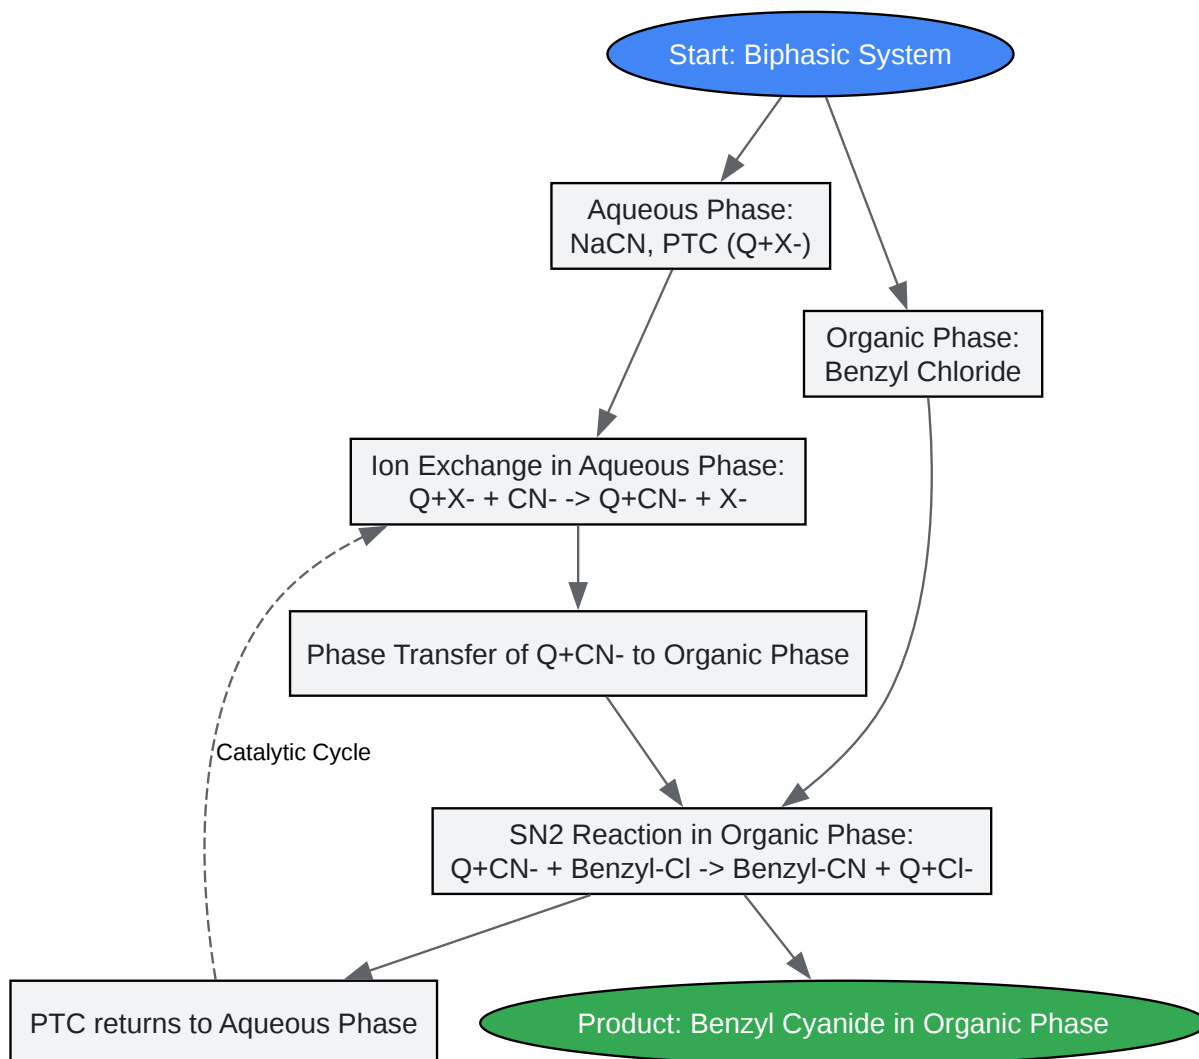 Start: Biphasic System
Aqueous Phase:
NaCN, PTC (Q+X-)
Organic Phase:
Benzyl Chloride
Ion Exchange in Aqueous Phase:
Q+X- + CN- -> Q+CN- + X-
Phase Transfer of Q+CN- to Organic Phase
Catalytic Cycle
SN2 Reaction in Organic Phase:
Q+CN- + Benzyl-Cl -> Benzyl-CN + Q+Cl-
PTC returns to Aqueous Phase
Product: Benzyl Cyanide in Organic Phase